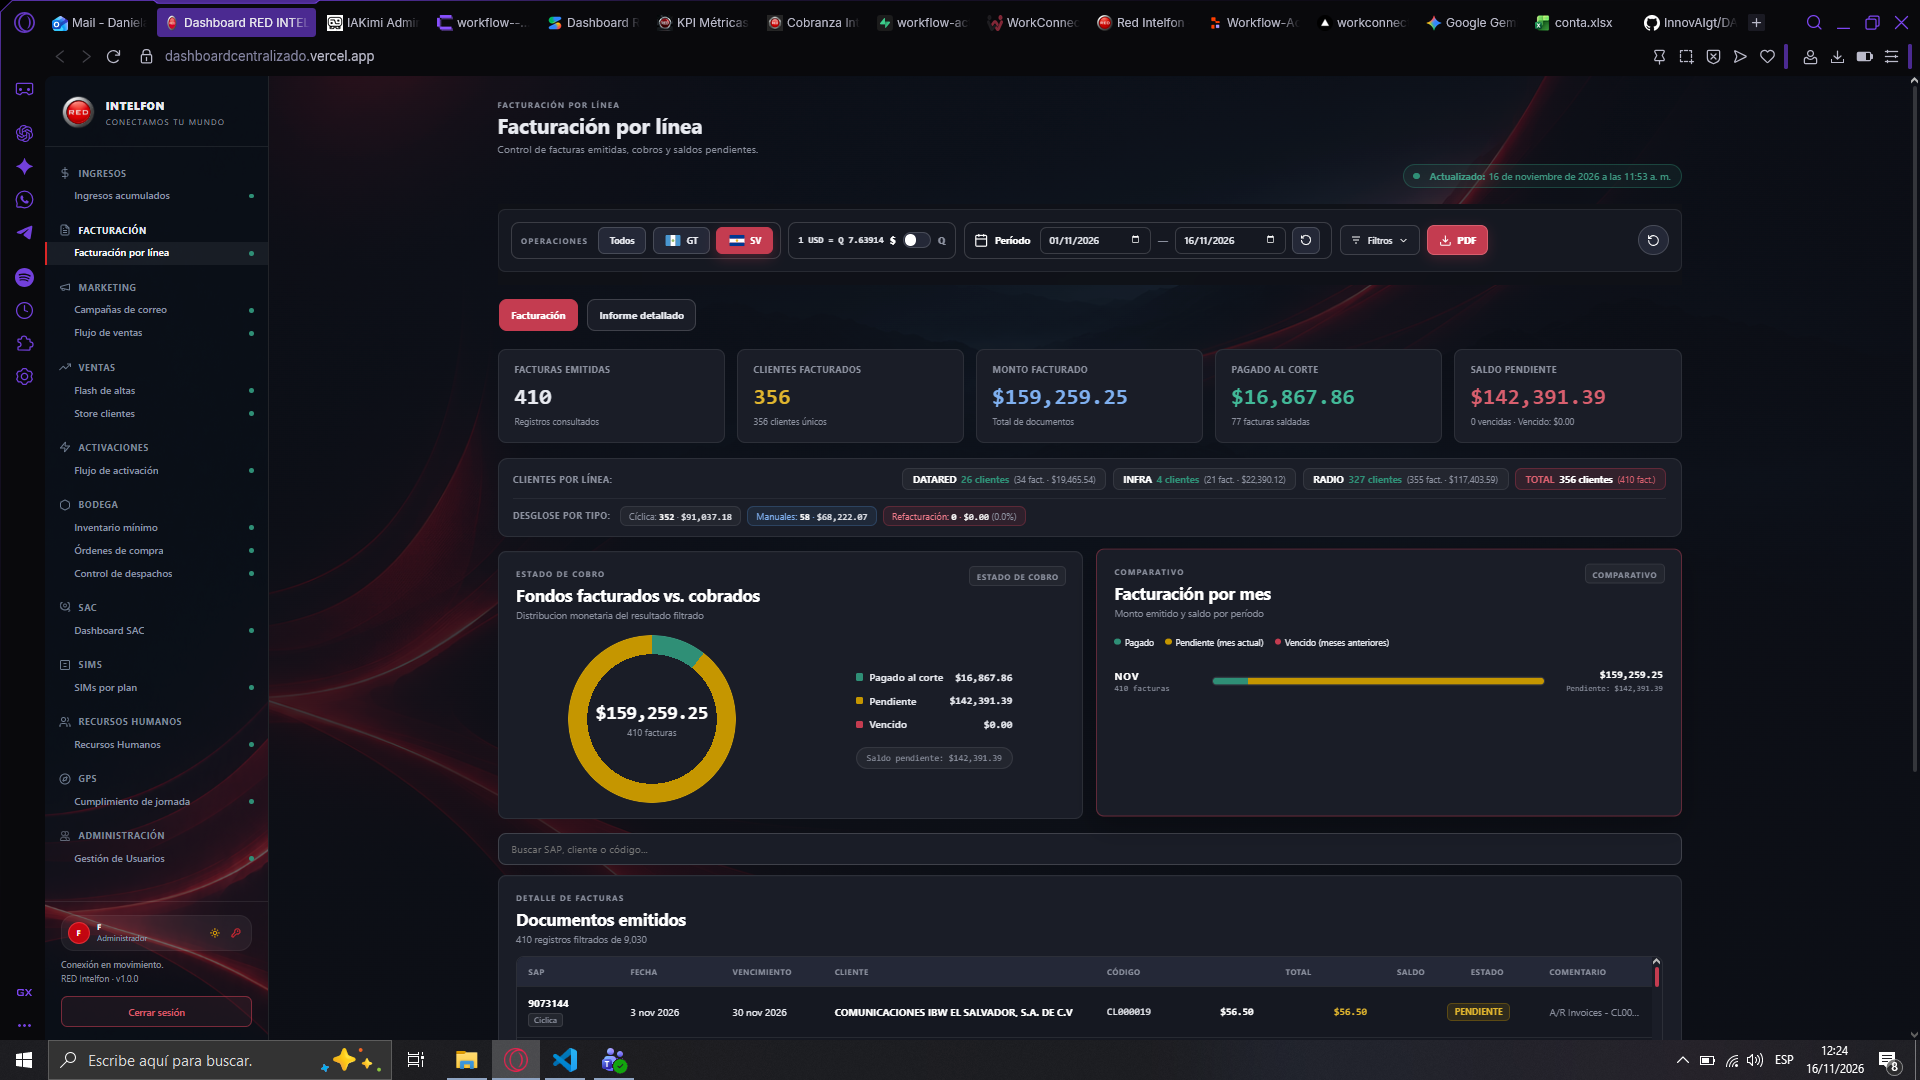 Mail - Daniela
Dashboard RED INTEL
IAKimi Admin
workflow--...
Dashboard R
KPI Métricas
Cobranza Int
workflow-ac
WorkConnec
Red Intelfon
Workflow-Ac
workconnec
Google Gem
conta.xlsx
InnovAIgt/DA
dashboardcentralizado.vercel.app
RED
INTELFON
CONECTAMOS TU MUNDO
INGRESOS
Ingresos acumulados
FACTURACIÓN
Facturación por línea
MARKETING
Campañas de correo
Flujo de ventas
VENTAS
Flash de altas
Store clientes
ACTIVACIONES
Flujo de activación
BODEGA
Inventario mínimo
Órdenes de compra
Control de despachos
SAC
Dashboard SAC
SIMS
SIMs por plan
RECURSOS HUMANOS
Recursos Humanos
GPS
Cumplimiento de jornada
ADMINISTRACIÓN
Gestión de Usuarios
F
F
Administrador
Conexión en movimiento.
RED Intelfon · v1.0.0
Cerrar sesión
GX
FACTURACIÓN POR LÍNEA
Facturación por línea
Control de facturas emitidas, cobros y saldos pendientes.
Actualizado: 16 de noviembre de 2026 a las 11:53 a. m.
OPERACIONES Todos GT SV
1 USD = Q 7.63914 $ Q
Período 01/11/2026 — 16/11/2026
Filtros
PDF
Facturación
Informe detallado
FACTURAS EMITIDAS
410
Registros consultados
CLIENTES FACTURADOS
356
356 clientes únicos
MONTO FACTURADO
$159,259.25
Total de documentos
PAGADO AL CORTE
$16,867.86
77 facturas saldadas
SALDO PENDIENTE
$142,391.39
0 vencidas · Vencido: $0.00
CLIENTES POR LÍNEA:
DATARED 26 clientes (34 fact. · $19,465.54)
INFRA 4 clientes (21 fact. · $22,390.12)
RADIO 327 clientes (355 fact. · $117,403.59)
TOTAL 356 clientes (410 fact.)
DESGLOSE POR TIPO:
Cíclica: 352 · $91,037.18
Manuales: 58 · $68,222.07
Refacturación: 0 · $0.00 (0.0%)
ESTADO DE COBRO
ESTADO DE COBRO
Fondos facturados vs. cobrados
Distribucion monetaria del resultado filtrado
$159,259.25
410 facturas
Pagado al corte $16,867.86
Pendiente $142,391.39
Vencido $0.00
Saldo pendiente: $142,391.39
COMPARATIVO
COMPARATIVO
Facturación por mes
Monto emitido y saldo por período
Pagado Pendiente (mes actual) Vencido (meses anteriores)
NOV
410 facturas
$159,259.25
Pendiente: $142,391.39
Buscar SAP, cliente o código...
DETALLE DE FACTURAS
Documentos emitidos
410 registros filtrados de 9,030
SAP FECHA VENCIMIENTO CLIENTE CÓDIGO TOTAL SALDO ESTADO COMENTARIO
9073144
Cíclica
3 nov 2026 30 nov 2026 COMUNICACIONES IBW EL SALVADOR, S.A. DE C.V CL000019 $56.50 $56.50 PENDIENTE A/R Invoices - CL00...
Escribe aquí para buscar.
ESP
12:24
16/11/2026
8